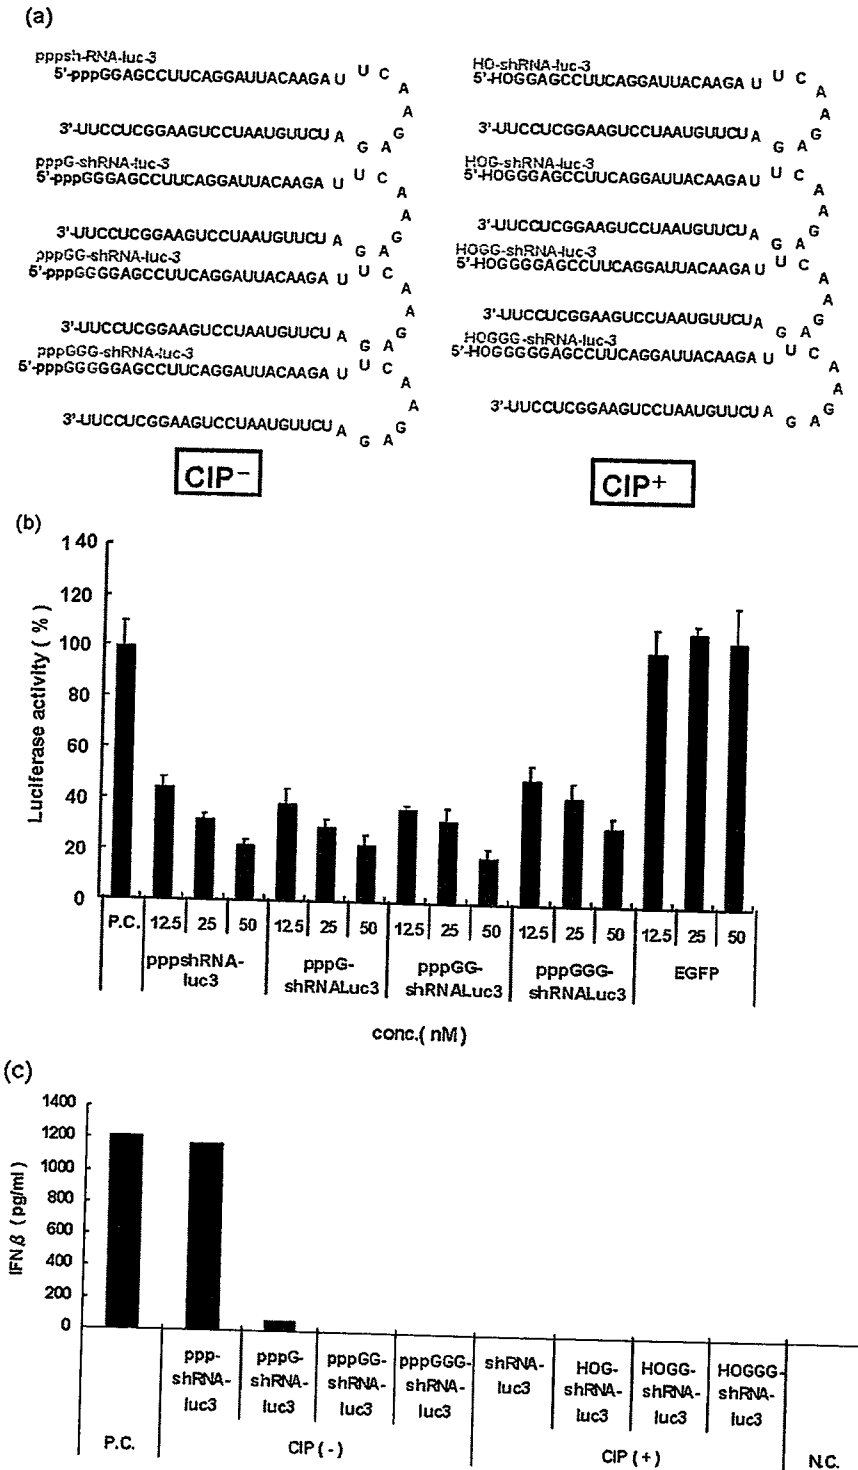 (a)
pppsh-RNA-luc-3
5'-pppGGAGCCUUCAGGAUUACAAGA U U C A A G A G A
3'-UUCCUCGGAAGUCCUAAUGUUCU
pppG-shRNA-luc-3
5'-pppGGGAGCCUUCAGGAUUACAAGA U U C A A G A G A
3'-UUCCUCGGAAGUCCUAAUGUUCU
pppGG-shRNA-luc-3
5'-pppGGGGAGCCUUCAGGAUUACAAGA U U C A A G A G A
3'-UUCCUCGGAAGUCCUAAUGUUCU
pppGGG-shRNA-luc-3
5'-pppGGGGGAGCCUUCAGGAUUACAAGA U U C A A G A G A
3'-UUCCUCGGAAGUCCUAAUGUUCU
CIP−
HO-shRNA-luc-3
5'-HOGGAGCCUUCAGGAUUACAAGA U U C A A G A G A
3'-UUCCUCGGAAGUCCUAAUGUUCU
HOG-shRNA-luc-3
5'-HOGGGAGCCUUCAGGAUUACAAGA U U C A A G A G A
3'-UUCCUCGGAAGUCCUAAUGUUCU
HOGG-shRNA-luc-3
5'-HOGGGGAGCCUUCAGGAUUACAAGA U U C A A G A G A
3'-UUCCUCGGAAGUCCUAAUGUUCU
HOGGG-shRNA-luc-3
5'-HOGGGGGAGCCUUCAGGAUUACAAGA U U C A A G A G A
3'-UUCCUCGGAAGUCCUAAUGUUCU
CIP+
(b)
Luciferase activity ( % )
140
120
100
80
60
40
20
0
P.C. 12.5 25 50 12.5 25 50 12.5 25 50 12.5 25 50 12.5 25 50
pppshRNA-luc3 pppG-shRNALuc3 pppGG-shRNALuc3 pppGGG-shRNALuc3 EGFP
conc.( nM)
(c)
IFNβ (pg/ml)
1400
1200
1000
800
600
400
200
0
ppp-shRNA-luc3 pppG-shRNA-luc3 pppGG-shRNA-luc3 pppGGG-shRNA-luc3 shRNA-luc3 HOG-shRNA-luc3 HOGG-shRNA-luc3 HOGGG-shRNA-luc3
P.C. CIP ( - ) CIP ( + ) N.C.